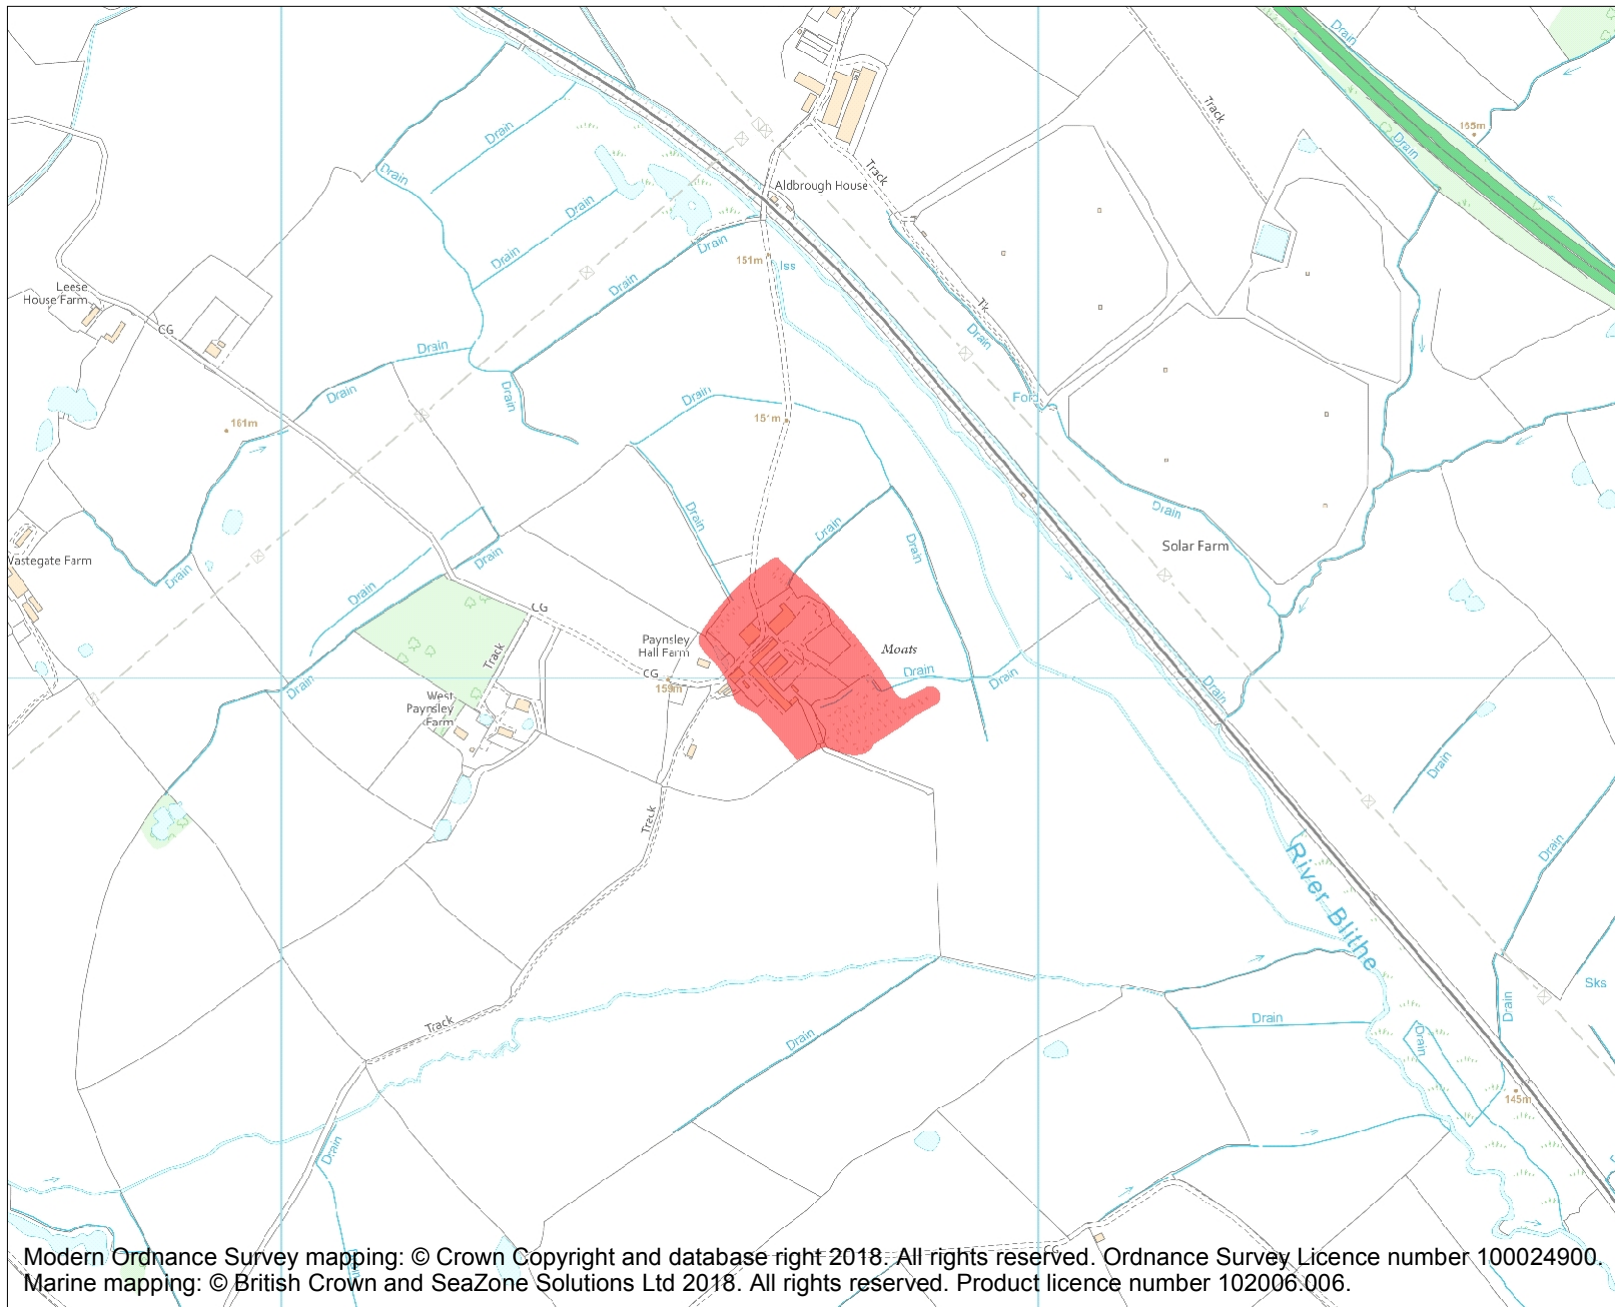 Drain
165m
Drain
Track
Drain
Track
Drain
Aldbrough House
Drain
Drain
Drain
151m
Iss
Drain
Leese
House Farm
CG
Tk
Drain
Drain
Drain
Drain
Drain
161m
Drain
Drain
Drain
Drain
Drain
Solar Farm
Drain
Drain
Drain
CG
Paynsley
Hall Farm
Moats
Track
CG
159m
Drain
Drain
Drain
Drain
West
Paynsley
Farm
Drain
Track
Drain
River Blithe
Sks
Drain
Track
Drain
Drain
Drain
145m
Drain
Modern Ordnance Survey mapping: © Crown Copyright and database right 2018. All rights reserved. Ordnance Survey Licence number 100024900.
Marine mapping: © British Crown and SeaZone Solutions Ltd 2018. All rights reserved. Product licence number 102006.006.